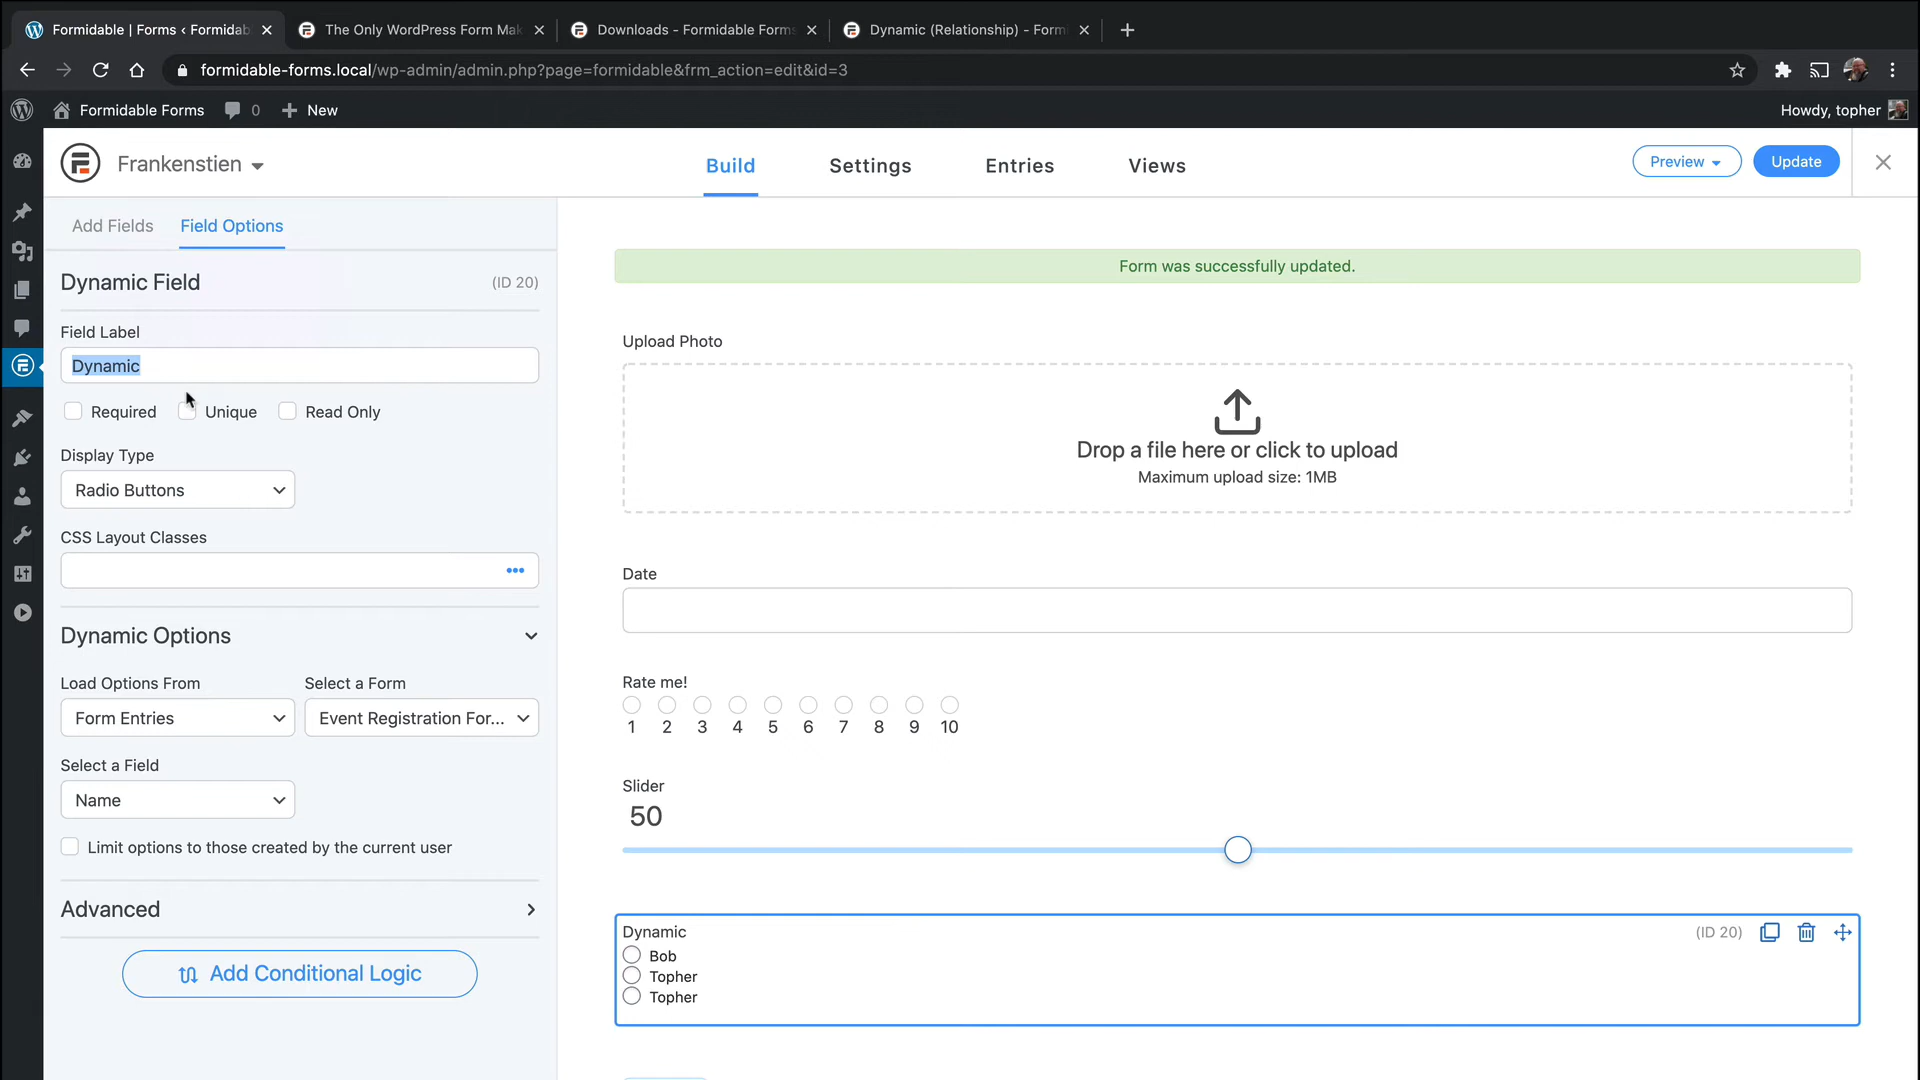 Formidable | Forms ‹ Formidab
The Only WordPress Form Mak
Downloads - Formidable Forms
Dynamic (Relationship) - Form
formidable-forms.local/wp-admin/admin.php?page=formidable&frm_action=edit&id=3
Formidable Forms
0
New
Howdy, topher
Frankenstien
Build
Settings
Entries
Views
Preview
Update
Add Fields
Field Options
Dynamic Field
(ID 20)
Field Label
Dynamic
Required
Unique
Read Only
Display Type
Radio Buttons
CSS Layout Classes
Dynamic Options
Load Options From
Select a Form
Form Entries
Event Registration For...
Select a Field
Name
Limit options to those created by the current user
Advanced
Add Conditional Logic
Form was successfully updated.
Upload Photo
Drop a file here or click to upload
Maximum upload size: 1MB
Date
Rate me!
1 2 3 4 5 6 7 8 9 10
Slider
50
Dynamic
(ID 20)
Bob
Topher
Topher